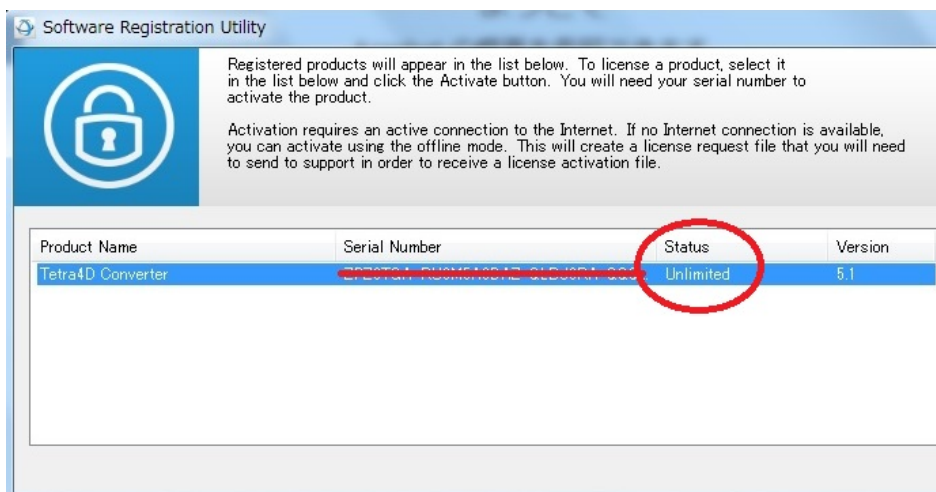 Software Registration Utility
Registered products will appear in the list below. To license a product, select it
in the list below and click the Activate button. You will need your serial number to
activate the product.
Activation requires an active connection to the Internet. If no Internet connection is available,
you can activate using the offline mode. This will create a license request file that you will need
to send to support in order to receive a license activation file.
Product Name Serial Number Status Version
Tetra4D Converter Unlimited 5.1